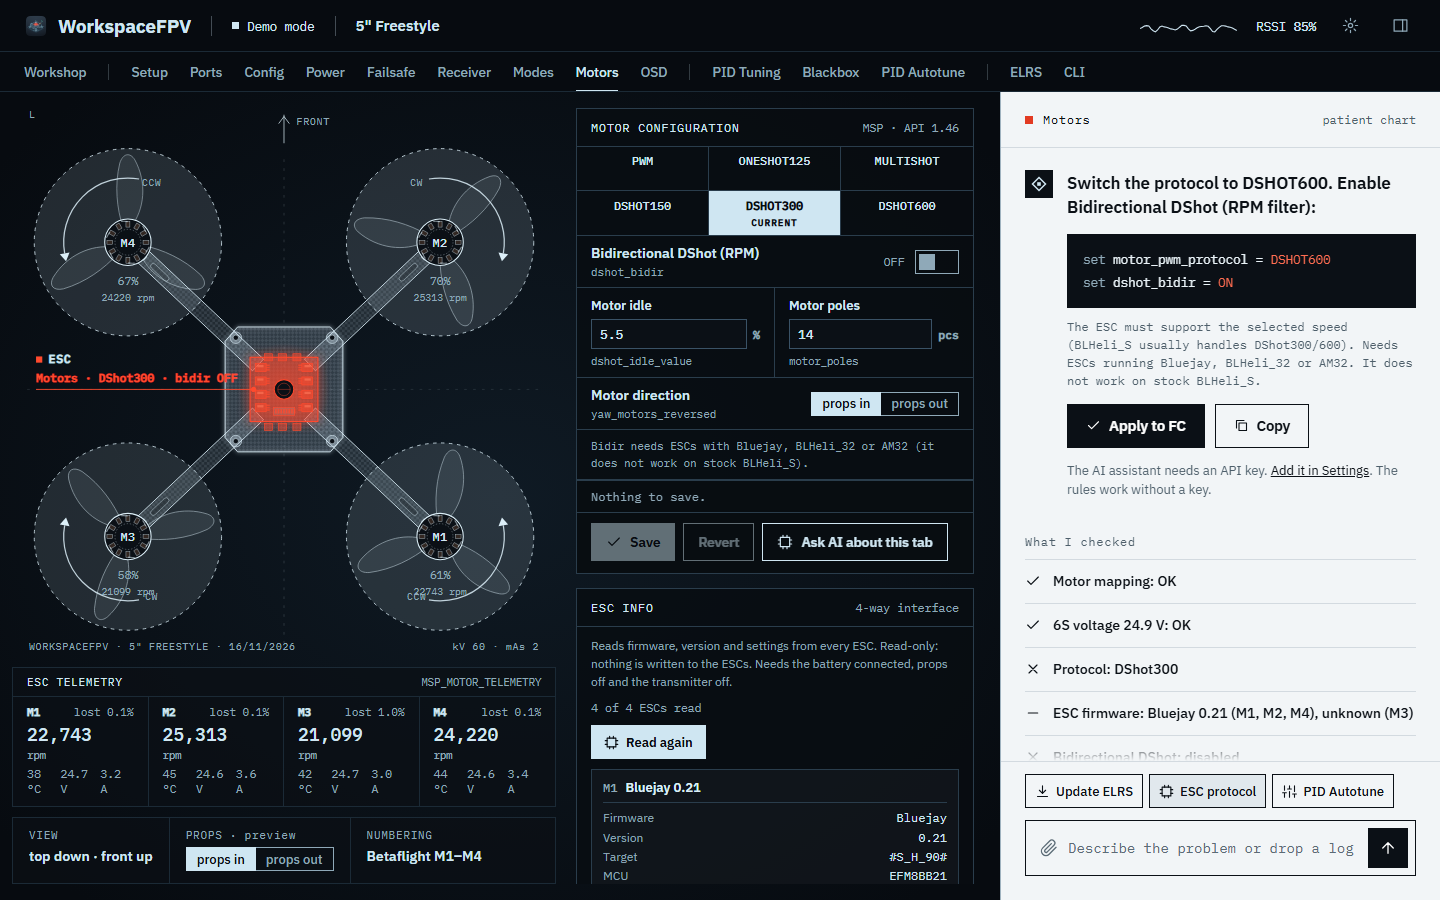 WorkspaceFPV
Demo mode
5" Freestyle
RSSI 85%
Workshop Setup Ports Config Power Failsafe Receiver Modes Motors OSD PID Tuning Blackbox PID Autotune ELRS CLI
L
FRONT
CCW
M4
67%
24220 rpm
CW
M2
70%
25313 rpm
ESC
Motors · DShot300 · bidir OFF
M3
58%
21099 rpm
CW
M1
61%
22743 rpm
CCW
WORKSPACEFPV · 5" FREESTYLE · 16/11/2026
kV 60 · mAs 2
ESC TELEMETRY
MSP_MOTOR_TELEMETRY
M1 lost 0.1%
22,743
rpm
38 °C 24.7 V 3.2 A
M2 lost 0.1%
25,313
rpm
45 °C 24.6 V 3.6 A
M3 lost 1.0%
21,099
rpm
42 °C 24.7 V 3.0 A
M4 lost 0.1%
24,220
rpm
44 °C 24.6 V 3.4 A
VIEW
top down · front up
PROPS · preview
props in props out
NUMBERING
Betaflight M1–M4
MOTOR CONFIGURATION
MSP · API 1.46
PWM ONESHOT125 MULTISHOT
DSHOT150 DSHOT300 DSHOT600
CURRENT
Bidirectional DShot (RPM)
dshot_bidir
OFF
Motor idle
5.5 %
dshot_idle_value
Motor poles
14 pcs
motor_poles
Motor direction
yaw_motors_reversed
props in props out
Bidir needs ESCs with Bluejay, BLHeli_32 or AM32 (it
does not work on stock BLHeli_S).
Nothing to save.
Save
Revert
Ask AI about this tab
ESC INFO
4-way interface
Reads firmware, version and settings from every ESC. Read-only:
nothing is written to the ESCs. Needs the battery connected, props
off and the transmitter off.
4 of 4 ESCs read
Read again
M1 Bluejay 0.21
Firmware Bluejay
Version 0.21
Target #S_H_90#
MCU EFM8BB21
Motors
patient chart
Switch the protocol to DSHOT600. Enable
Bidirectional DShot (RPM filter):
set motor_pwm_protocol = DSHOT600
set dshot_bidir = ON
The ESC must support the selected speed
(BLHeli_S usually handles DShot300/600). Needs
ESCs running Bluejay, BLHeli_32 or AM32. It does
not work on stock BLHeli_S.
Apply to FC
Copy
The AI assistant needs an API key. Add it in Settings. The
rules work without a key.
What I checked
Motor mapping: OK
6S voltage 24.9 V: OK
Protocol: DShot300
ESC firmware: Bluejay 0.21 (M1, M2, M4), unknown (M3)
Bidirectional DShot: disabled
Update ELRS
ESC protocol
PID Autotune
Describe the problem or drop a log